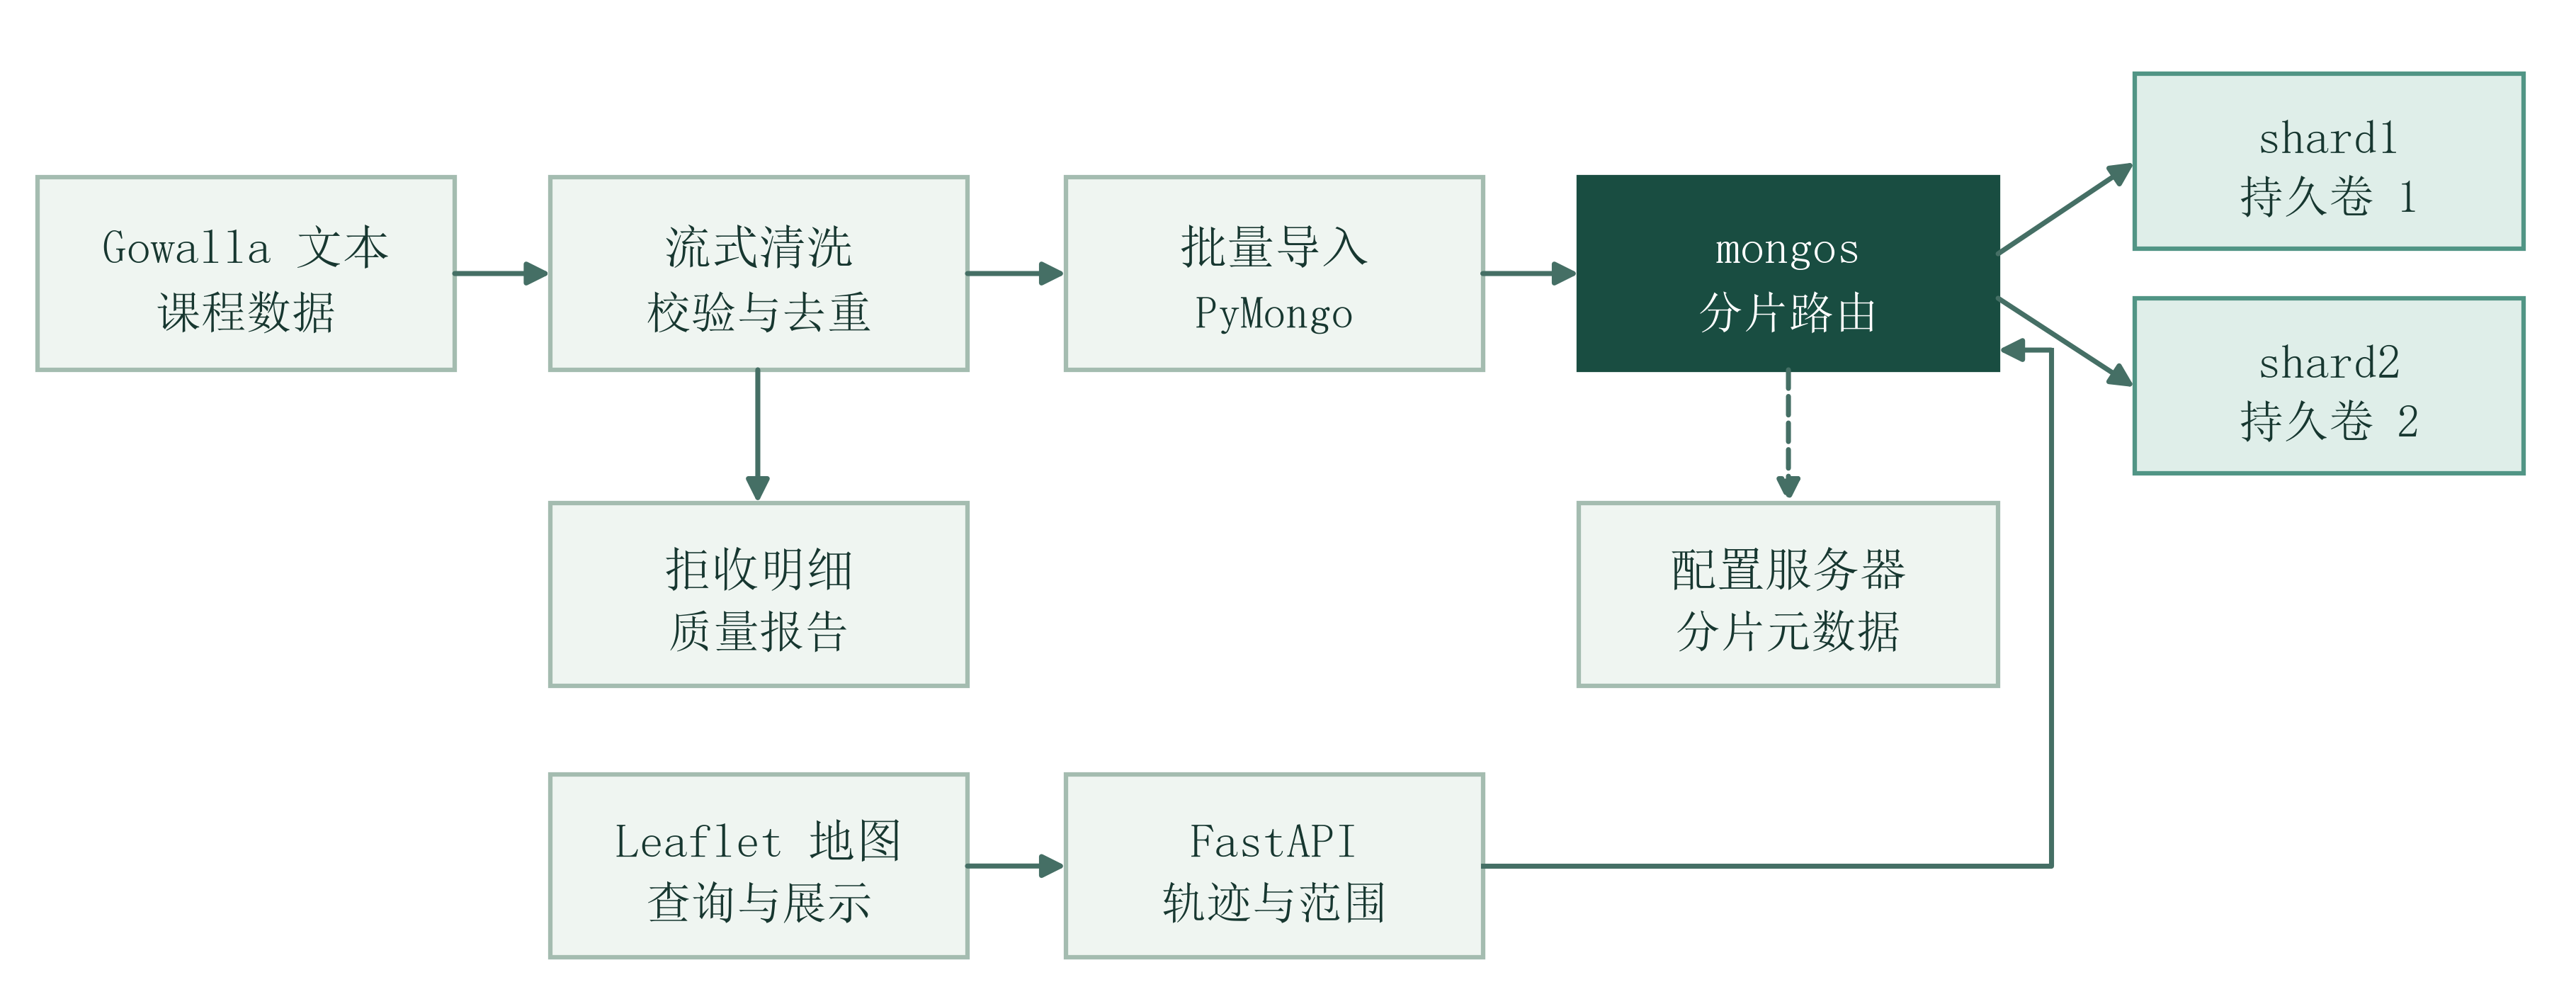 Gowalla 文本
课程数据
流式清洗
校验与去重
批量导入
PyMongo
mongos
分片路由
shard1
持久卷 1
shard2
持久卷 2
拒收明细
质量报告
配置服务器
分片元数据
Leaflet 地图
查询与展示
FastAPI
轨迹与范围